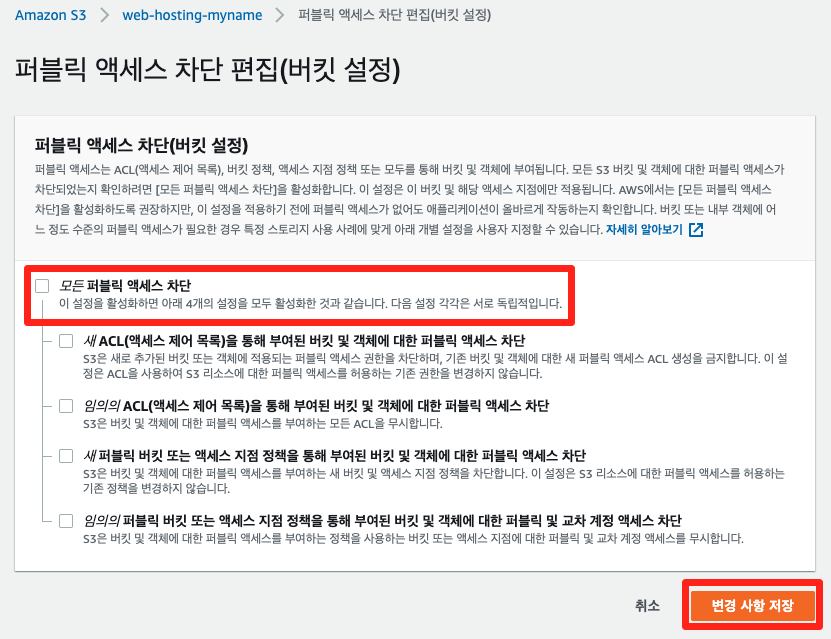 Amazon S3 > web-hosting-myname > 퍼블릭 액세스 차단 편집(버킷 설정)
퍼블릭 액세스 차단 편집(버킷 설정)
퍼블릭 액세스 차단(버킷 설정)
퍼블릭 액세스는 ACL(액세스 제어 목록), 버킷 정책, 액세스 지점 정책 또는 모두를 통해 버킷 및 객체에 부여됩니다. 모든 S3 버킷 및 객체에 대한 퍼블릭 액세스가
차단되었는지 확인하려면 [모든 퍼블릭 액세스 차단]을 활성화합니다. 이 설정은 이 버킷 및 해당 액세스 지점에만 적용됩니다. AWS에서는 [모든 퍼블릭 액세스
차단]을 활성화하도록 권장하지만, 이 설정을 적용하기 전에 퍼블릭 액세스가 없어도 애플리케이션이 올바르게 작동하는지 확인합니다. 버킷 또는 내부 객체에 어
느 정도 수준의 퍼블릭 액세스가 필요한 경우 특정 스토리지 사용 사례에 맞게 아래 개별 설정을 사용자 지정할 수 있습니다. 자세히 알아보기
모든 퍼블릭 액세스 차단
이 설정을 활성화하면 아래 4개의 설정을 모두 활성화한 것과 같습니다. 다음 설정 각각은 서로 독립적입니다.
새 ACL(액세스 제어 목록)을 통해 부여된 버킷 및 객체에 대한 퍼블릭 액세스 차단
S3은 새로 추가된 버킷 또는 객체에 적용되는 퍼블릭 액세스 권한을 차단하며, 기존 버킷 및 객체에 대한 새 퍼블릭 액세스 ACL 생성을 금지합니다. 이 설
정은 ACL을 사용하여 S3 리소스에 대한 퍼블릭 액세스를 허용하는 기존 권한을 변경하지 않습니다.
임의의 ACL(액세스 제어 목록)을 통해 부여된 버킷 및 객체에 대한 퍼블릭 액세스 차단
S3은 버킷 및 객체에 대한 퍼블릭 액세스를 부여하는 모든 ACL을 무시합니다.
새 퍼블릭 버킷 또는 액세스 지점 정책을 통해 부여된 버킷 및 객체에 대한 퍼블릭 액세스 차단
S3은 버킷 및 객체에 대한 퍼블릭 액세스를 부여하는 새 버킷 및 액세스 지점 정책을 차단합니다. 이 설정은 S3 리소스에 대한 퍼블릭 액세스를 허용하는
기존 정책을 변경하지 않습니다.
임의의 퍼블릭 버킷 또는 액세스 지점 정책을 통해 부여된 버킷 및 객체에 대한 퍼블릭 및 교차 계정 액세스 차단
S3은 버킷 및 객체에 대한 퍼블릭 액세스를 부여하는 정책을 사용하는 버킷 또는 액세스 지점에 대한 퍼블릭 및 교차 계정 액세스를 무시합니다.
취소
변경 사항 저장